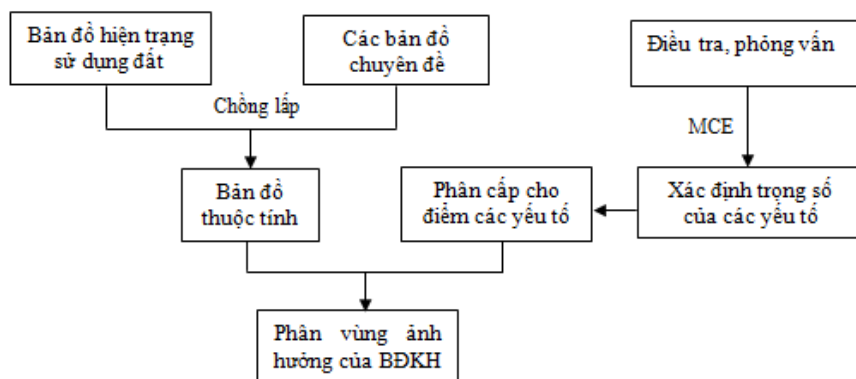 Bản đồ hiện trạng
sử dụng đất
Các bản đồ
chuyên đề
Điều tra, phỏng vấn
Chồng lấp
MCE
Bản đồ
thuộc tính
Phân cấp cho
điểm các yếu tố
Xác định trọng số
của các yếu tố
Phân vùng ảnh
hưởng của BĐKH